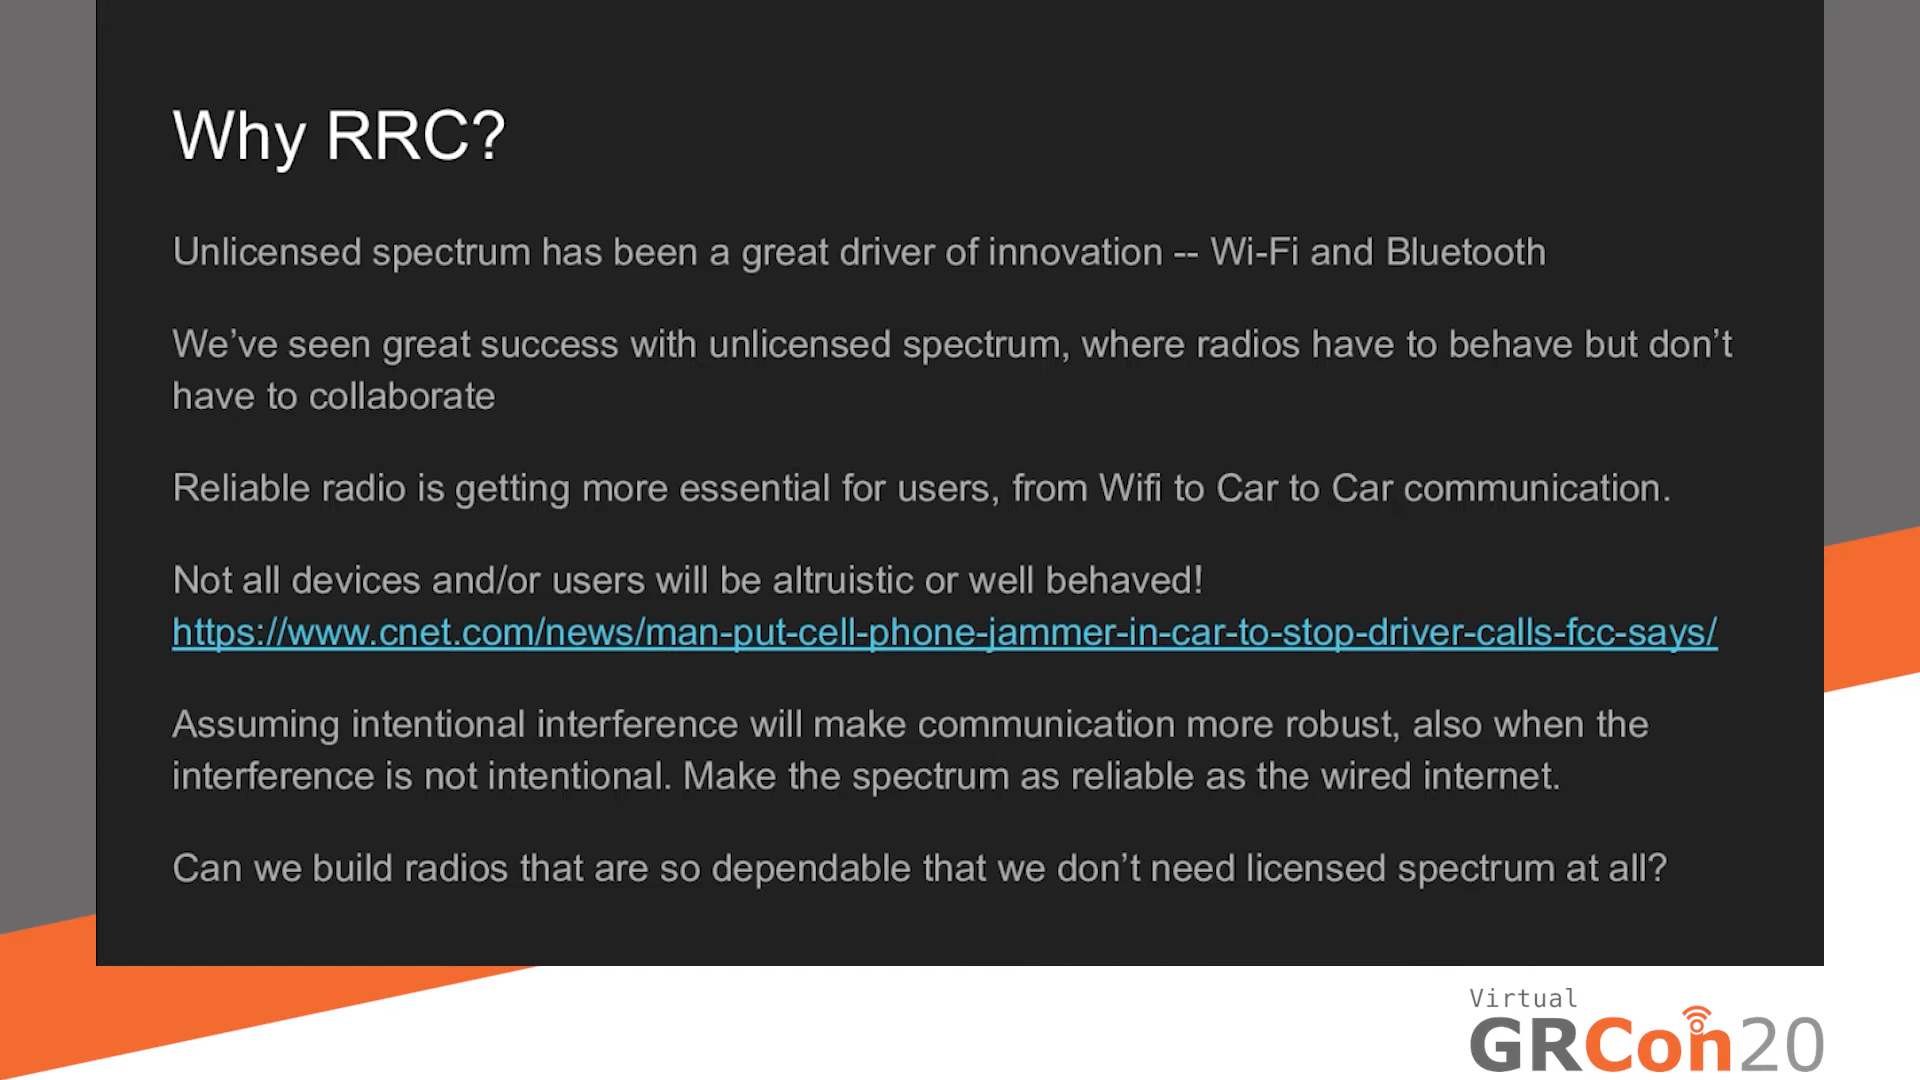 Why RRC?
Unlicensed spectrum has been a great driver of innovation -- Wi-Fi and Bluetooth
We’ve seen great success with unlicensed spectrum, where radios have to behave but don’t
have to collaborate
Reliable radio is getting more essential for users, from Wifi to Car to Car communication.
Not all devices and/or users will be altruistic or well behaved!
https://www.cnet.com/news/man-put-cell-phone-jammer-in-car-to-stop-driver-calls-fcc-says/
Assuming intentional interference will make communication more robust, also when the
interference is not intentional. Make the spectrum as reliable as the wired internet.
Can we build radios that are so dependable that we don’t need licensed spectrum at all?
Virtual
GRCon20